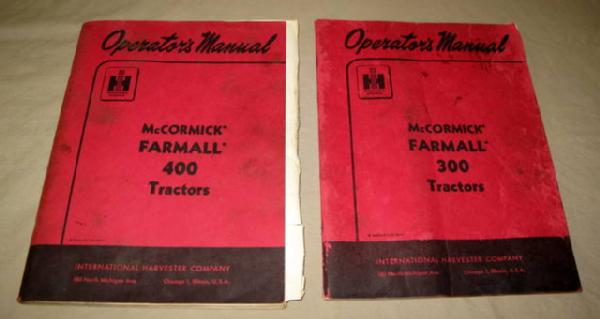 Operator's Manual
IH
McCORMICK®
FARMALL®
400
Tractors
INTERNATIONAL HARVESTER COMPANY
180 North Michigan Ave. Chicago 1, Illinois, U.S.A.
Operator's Manual
IH
McCORMICK®
FARMALL®
300
Tractors
INTERNATIONAL HARVESTER COMPANY
180 North Michigan Ave. Chicago 1, Illinois, U.S.A.